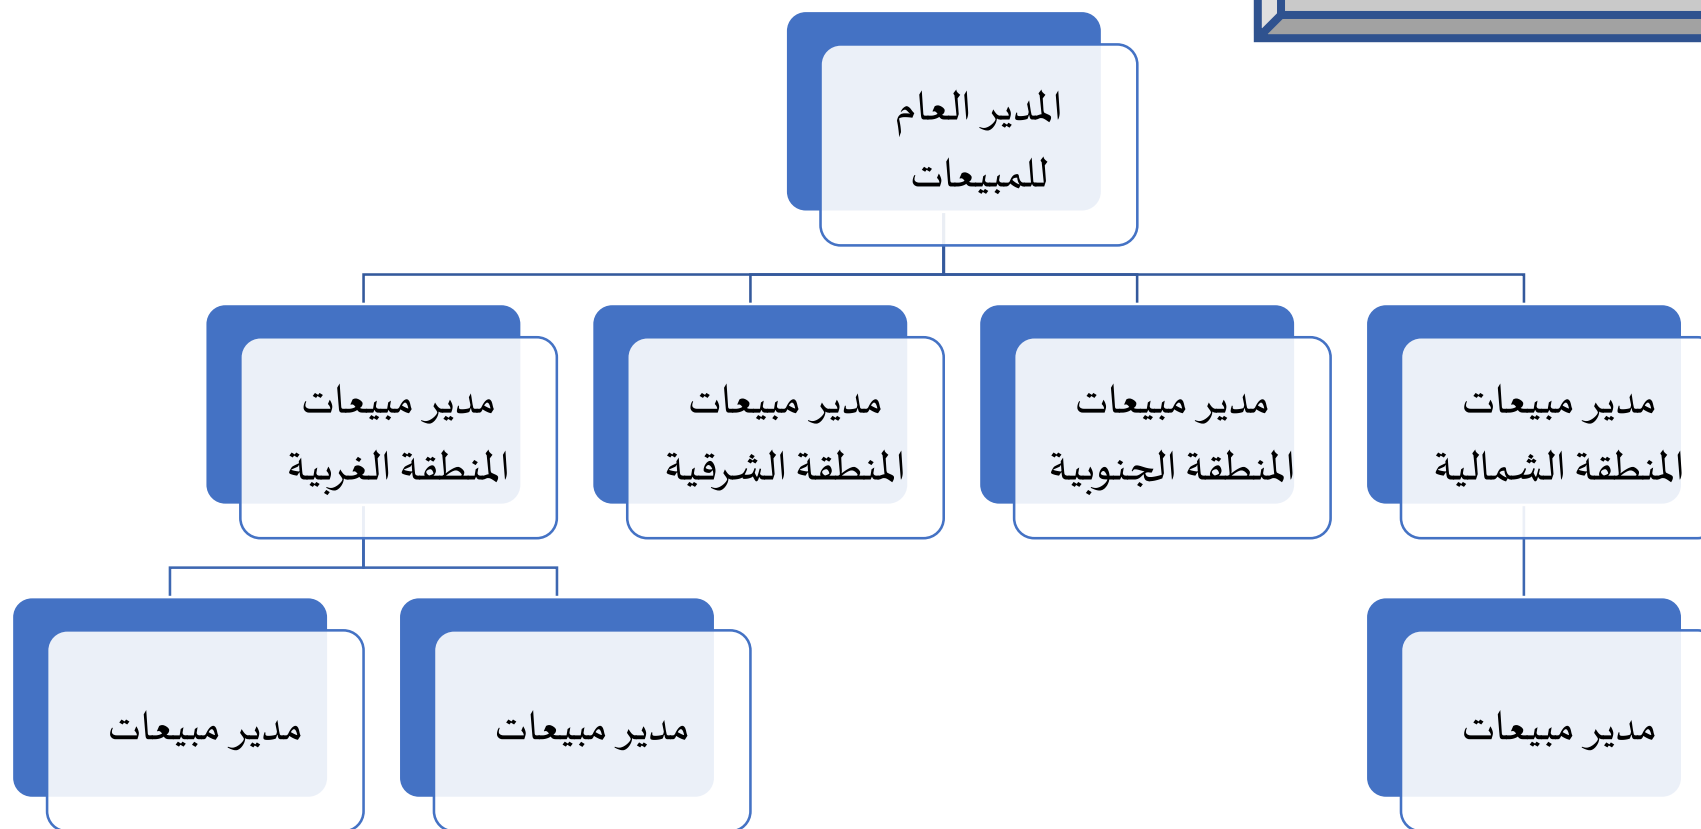 المدير العام
للمبيعات
مدير مبيعات
المنطقة الشمالية
مدير مبيعات
المنطقة الجنوبية
مدير مبيعات
المنطقة الشرقية
مدير مبيعات
المنطقة الغربية
مدير مبيعات
مدير مبيعات
مدير مبيعات